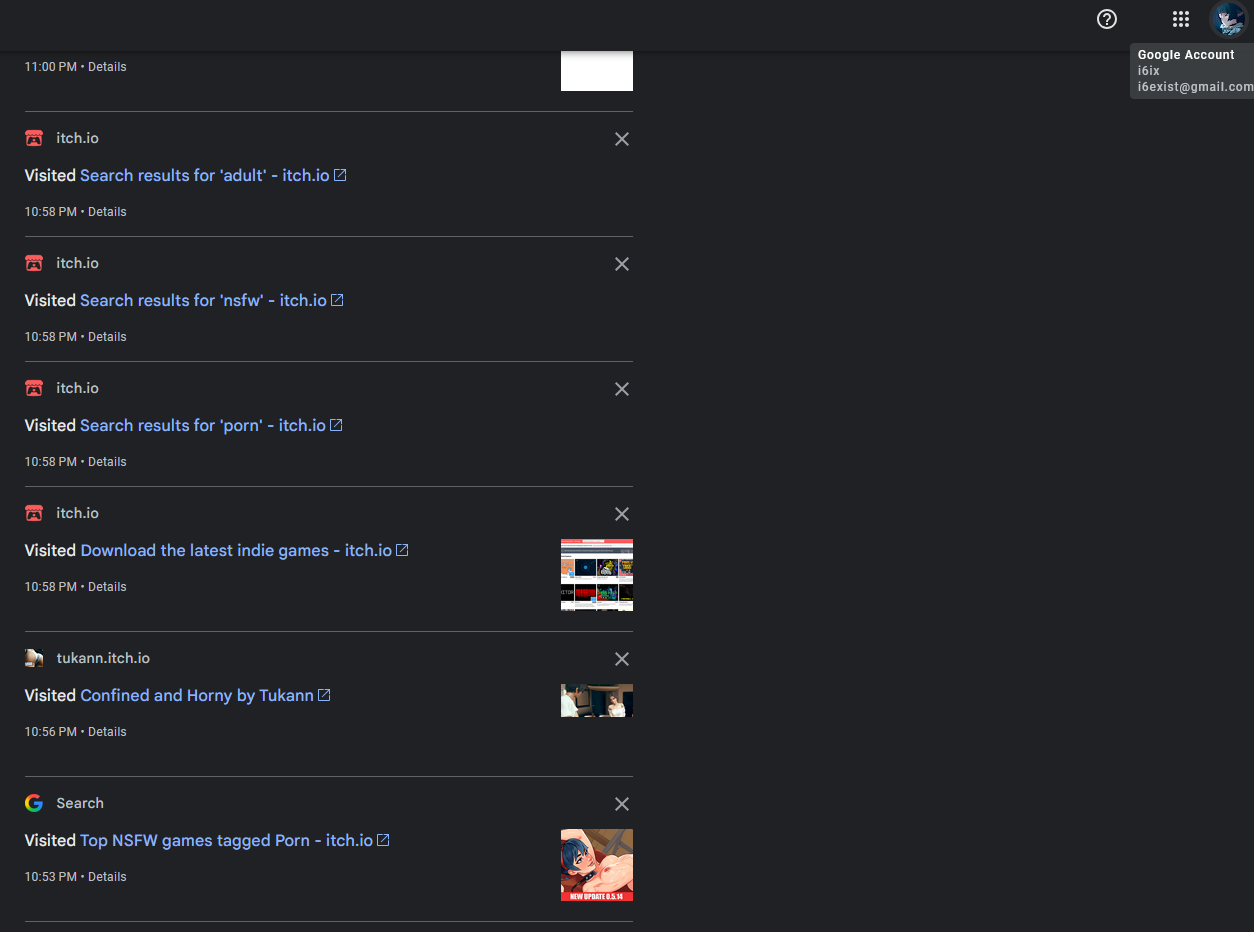 Google Account
i6ix
i6exist@gmail.com
11:00 PM • Details
itch.io
Visited Search results for 'adult' - itch.io
10:58 PM • Details
itch.io
Visited Search results for 'nsfw' - itch.io
10:58 PM • Details
itch.io
Visited Search results for 'porn' - itch.io
10:58 PM • Details
itch.io
Visited Download the latest indie games - itch.io
10:58 PM • Details
tukann.itch.io
Visited Confined and Horny by Tukann
10:56 PM • Details
Search
Visited Top NSFW games tagged Porn - itch.io
10:53 PM • Details
NEW UPDATE 0.5.14